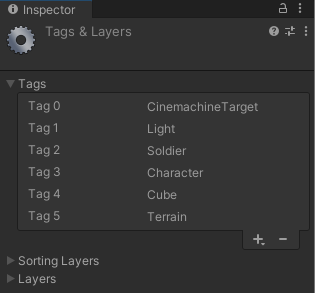 Inspector
Tags & Layers
Tags
Tag 0 CinemachineTarget
Tag 1 Light
Tag 2 Soldier
Tag 3 Character
Tag 4 Cube
Tag 5 Terrain
Sorting Layers
Layers